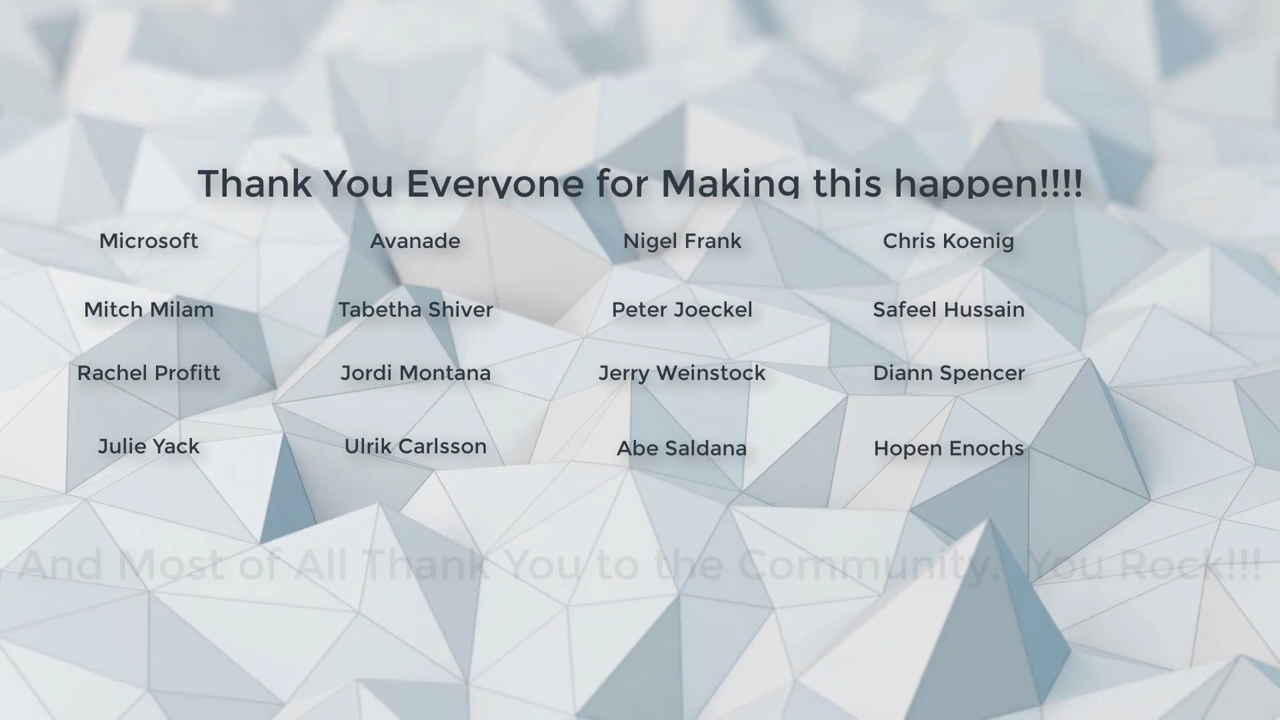 Thank You Everyone for Making this happen!!!!
Microsoft Avanade Nigel Frank Chris Koenig
Mitch Milam Tabetha Shiver Peter Joeckel Safeel Hussain
Rachel Profitt Jordi Montana Jerry Weinstock Diann Spencer
Julie Yack Ulrik Carlsson Abe Saldana Hopen Enochs
And Most of All Thank You to the Community. You Rock!!!